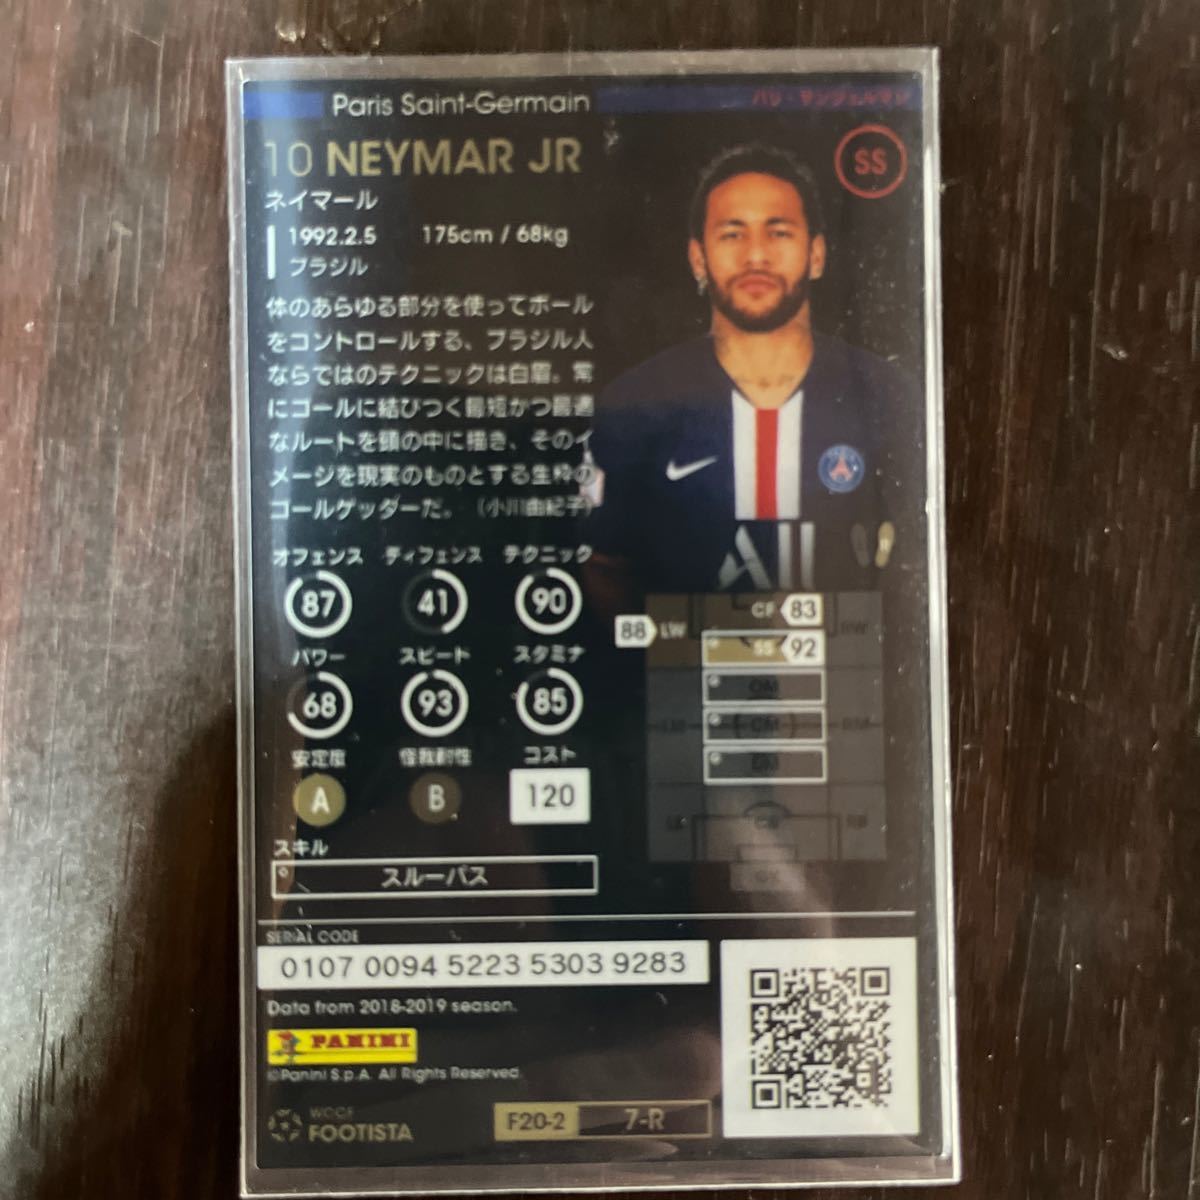 Paris Saint-Germain
パリ・サンジェルマン
10 NEYMAR JR
SS
ネイマール
1992.2.5 175cm / 68kg
ブラジル
体のあらゆる部分を使ってボール
をコントロールする、ブラジル人
ならではのテクニックは白眉。常
にゴールに結びつく最短かつ最適
なルートを頭の中に描き、そのイ
メージを現実のものとする生粋の
ゴールゲッターだ。（小川由紀子）
オフェンス ディフェンス テクニック
87 41 90
パワー スピード スタミナ
68 93 85
安定度 怪我耐性 コスト
A B 120
スキル
スルーパス
PARIS
ALL
CF 83
88 LW RW
SS 92
OM
LM CM RM
DM
CB
GK
SERIAL CODE
0107 0094 5223 5303 9283
Data from 2018-2019 season.
PANINI
©Panini S.p.A. All Rights Reserved.
WCCF
FOOTISTA
F20-2 7-R